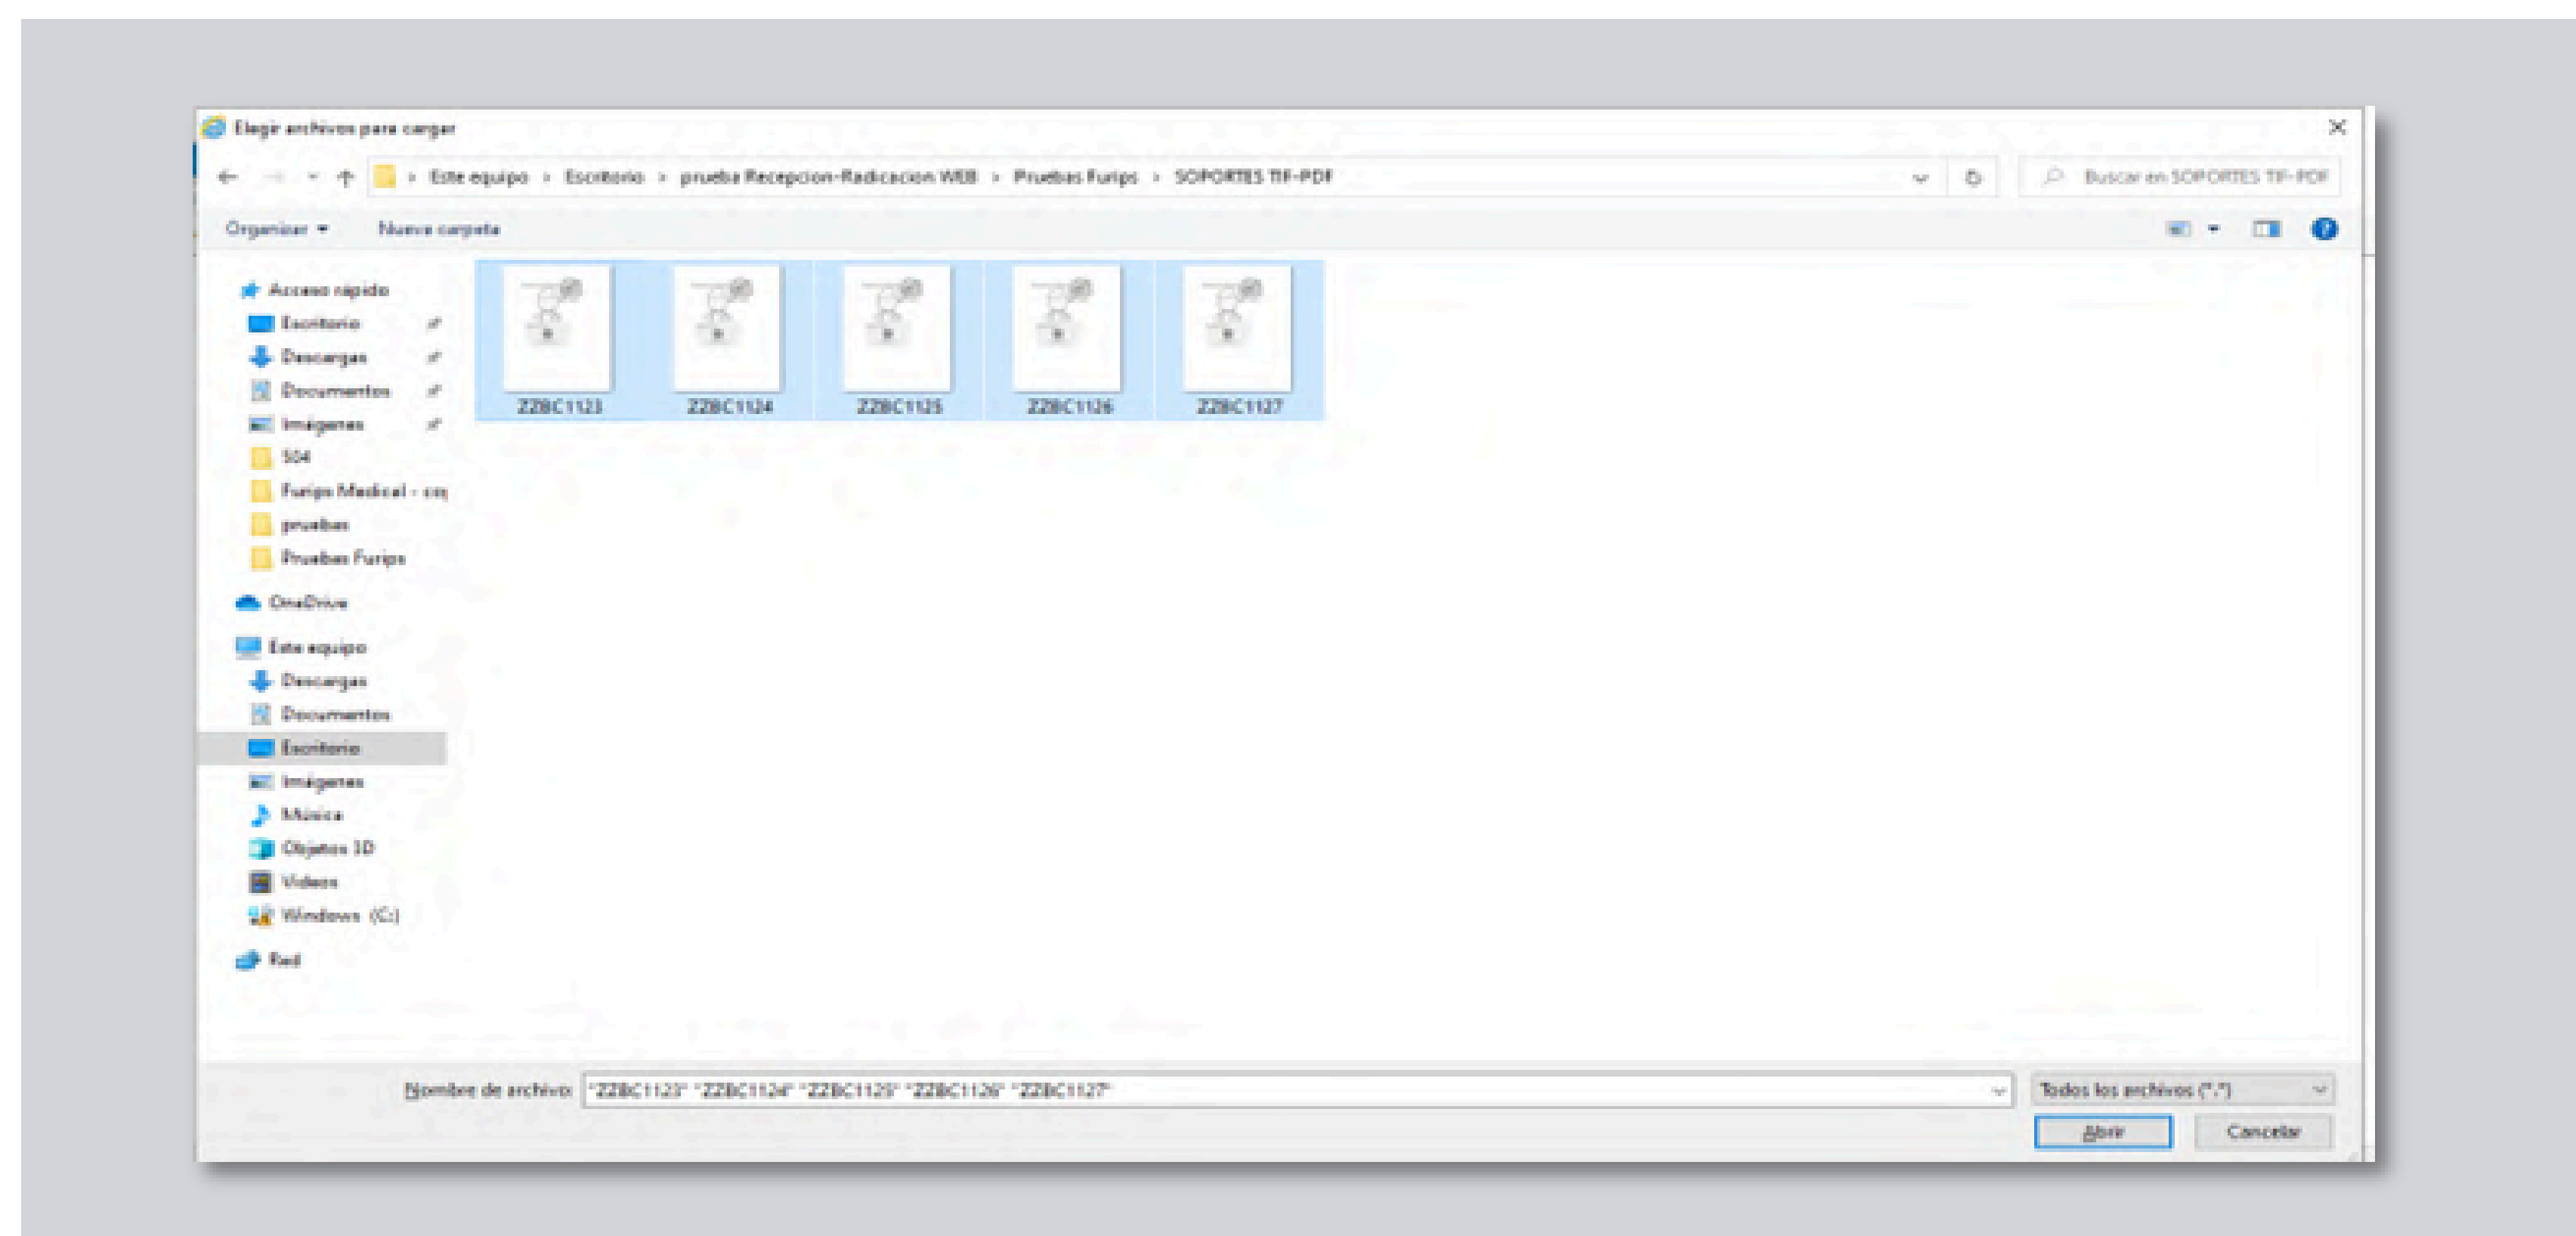 Elegir archivos para cargar
Este equipo > Escritorio > prueba Recepcion-Radicacion WEB > Pruebas Furips > SOPORTES TIF-PDF
Buscar en SOPORTES TIF-PDF
Organizar
Nueva carpeta
Acceso rápido
Escritorio
Descargas
Documentos
Imágenes
504
Furips Medical - cop
pruebas
Pruebas Furips
OneDrive
Este equipo
Descargas
Documentos
Escritorio
Imágenes
Música
Objetos 3D
Videos
Windows (C:)
Red
ZZBC1123
ZZBC1124
ZZBC1125
ZZBC1126
ZZBC1127
Nombre de archivo: "ZZBC1123" "ZZBC1124" "ZZBC1125" "ZZBC1126" "ZZBC1127"
Todos los archivos (*.*)
Abrir
Cancelar